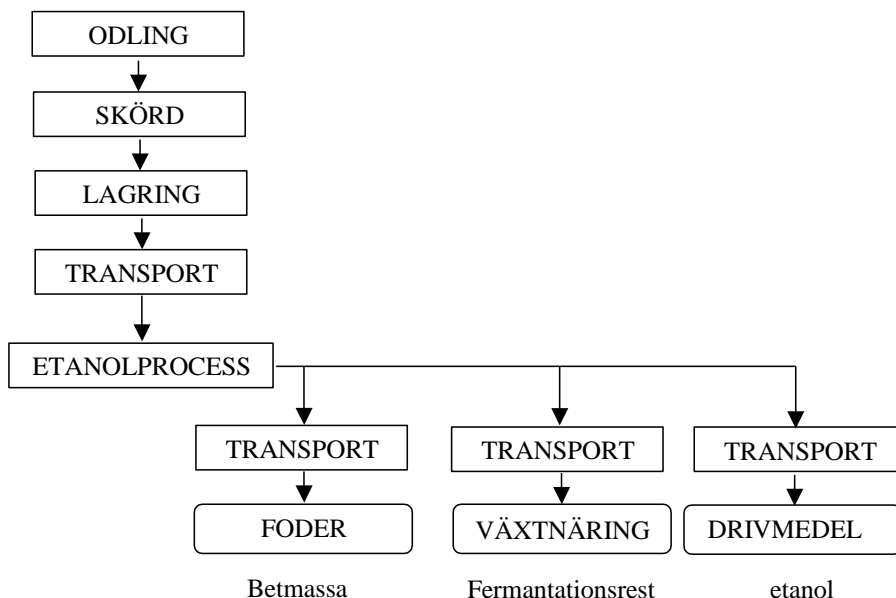 ODLING
SKÖRD
LAGRING
TRANSPORT
ETANOLPROCESS
TRANSPORT TRANSPORT TRANSPORT
FODER VÄXTNÄRING DRIVMEDEL
Betmassa Fermantationsrest etanol